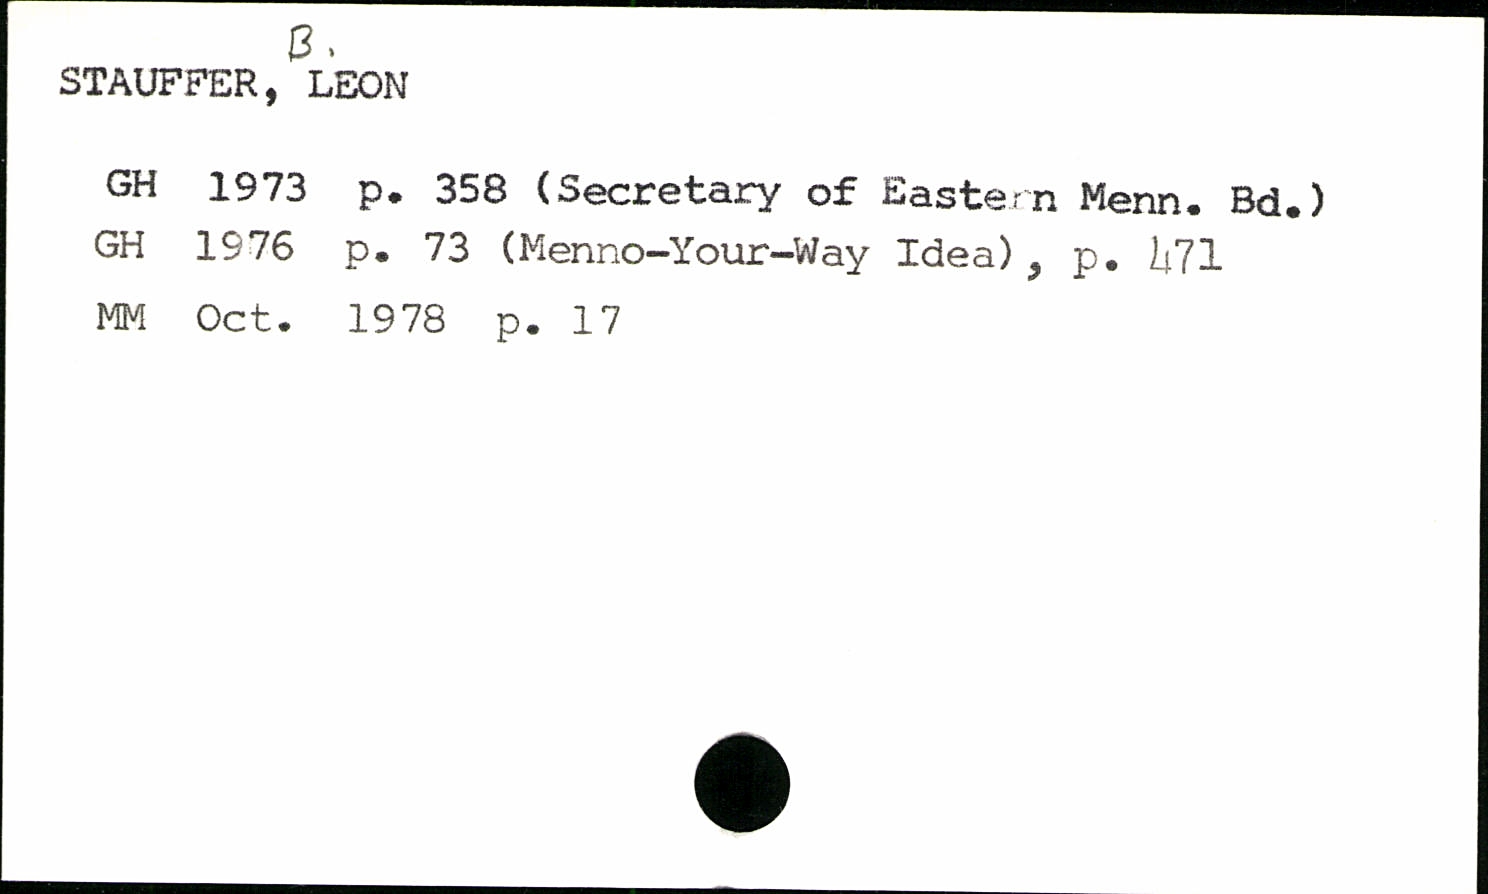 B.
STAUFFER, LEON
GH 1973 p. 358 (Secretary of Eastern Menn. Bd.)
GH 1976 p. 73 (Menno-Your-Way Idea), p. 471
MM Oct. 1978 p. 17